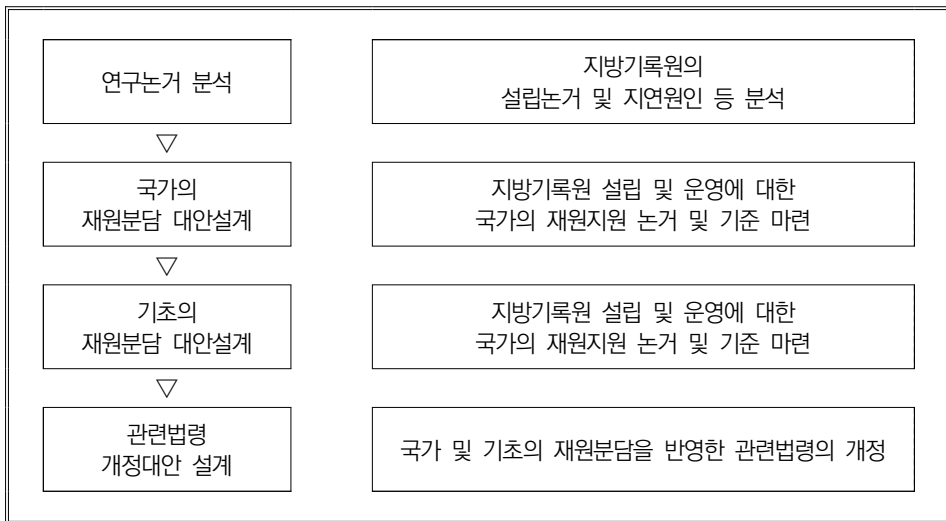 연구논거 분석
지방기록원의
설립논거 및 지연원인 등 분석
▽
국가의
재원분담 대안설계
지방기록원 설립 및 운영에 대한
국가의 재원지원 논거 및 기준 마련
▽
기초의
재원분담 대안설계
지방기록원 설립 및 운영에 대한
국가의 재원지원 논거 및 기준 마련
▽
관련법령
개정대안 설계
국가 및 기초의 재원분담을 반영한 관련법령의 개정